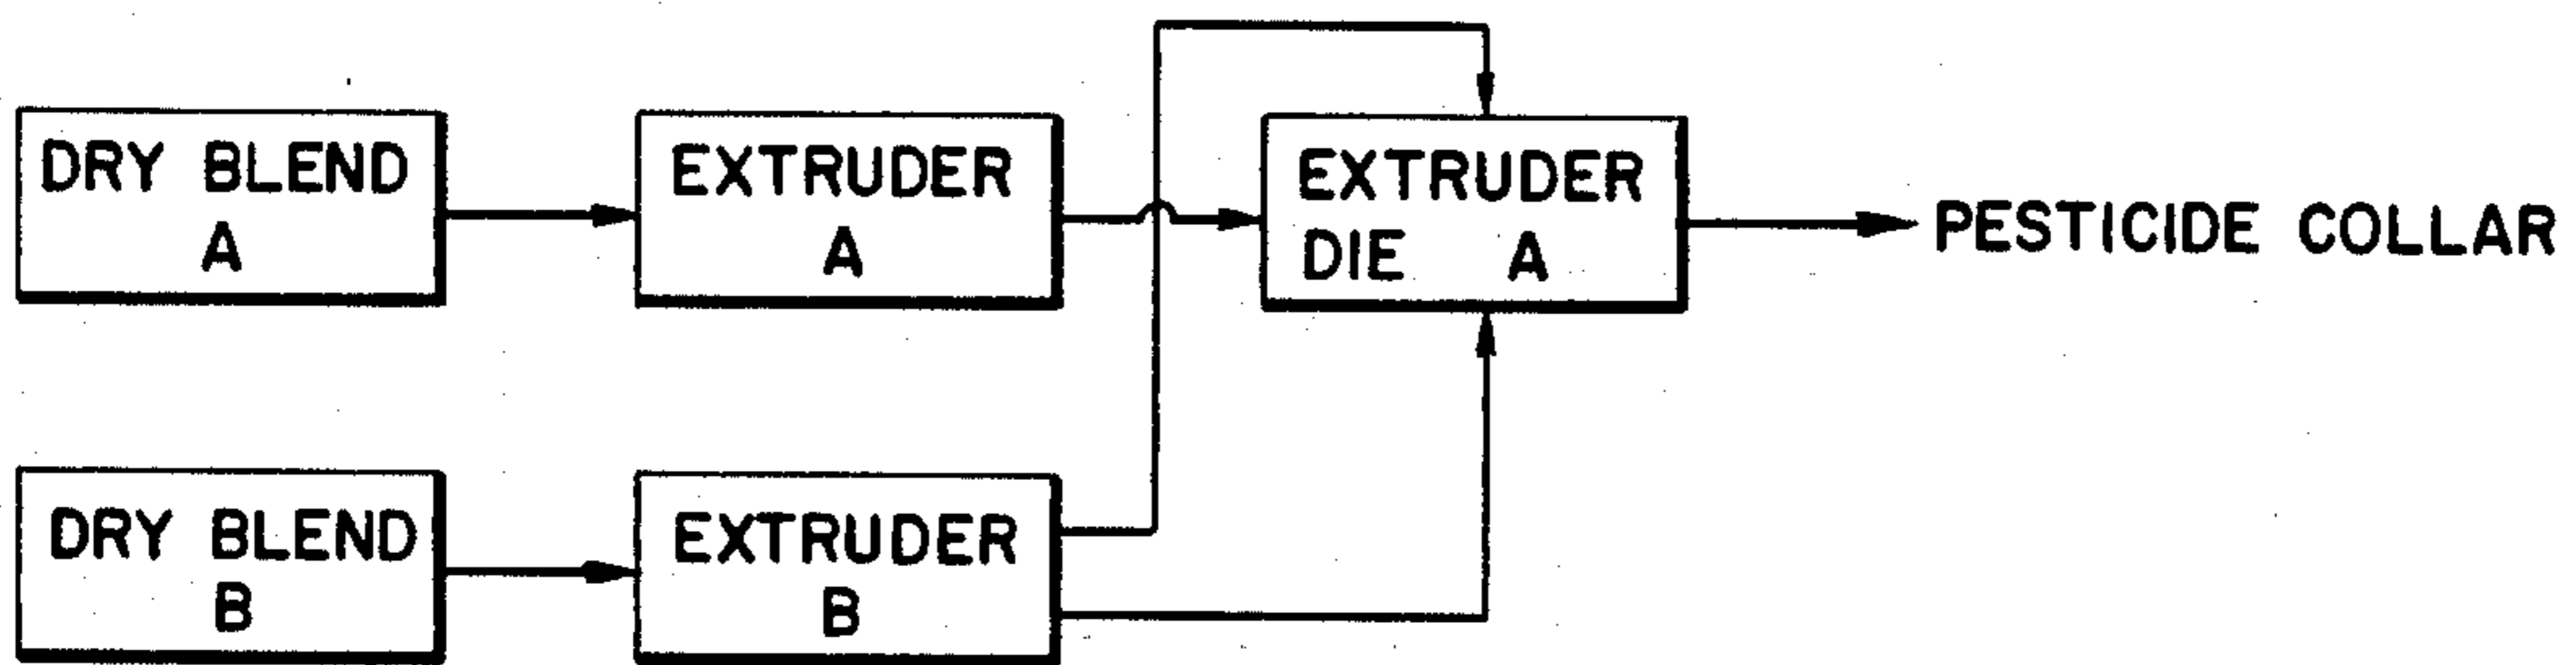 DRY BLEND
A
EXTRUDER
A
EXTRUDER
DIE A
PESTICIDE COLLAR
DRY BLEND
B
EXTRUDER
B